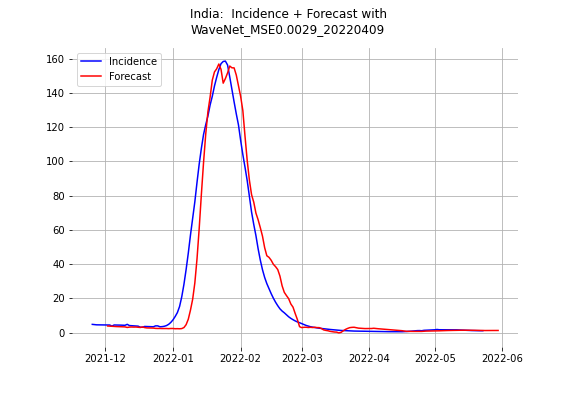 India:  Incidence + Forecast with
WaveNet_MSE0.0029_20220409
Incidence
Forecast
160
140
120
100
80
60
40
20
0
2021-12 2022-01 2022-02 2022-03 2022-04 2022-05 2022-06